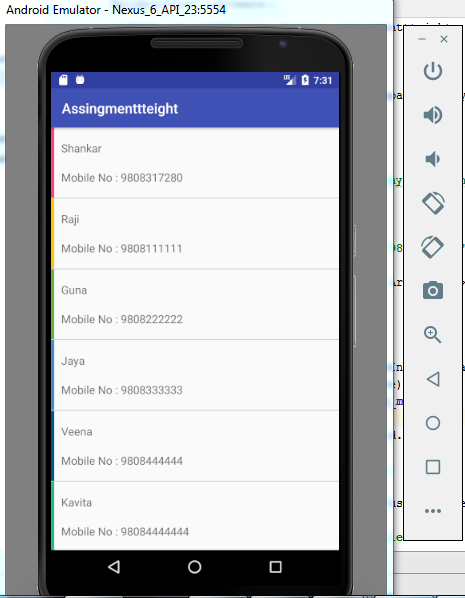 Android Emulator - Nexus_6_API_23:5554
7:31
Assingmenttteight
Shankar
Mobile No : 9808317280
Raji
Mobile No : 9808111111
Guna
Mobile No : 9808222222
Jaya
Mobile No : 9808333333
Veena
Mobile No : 9808444444
Kavita
Mobile No : 98084444444